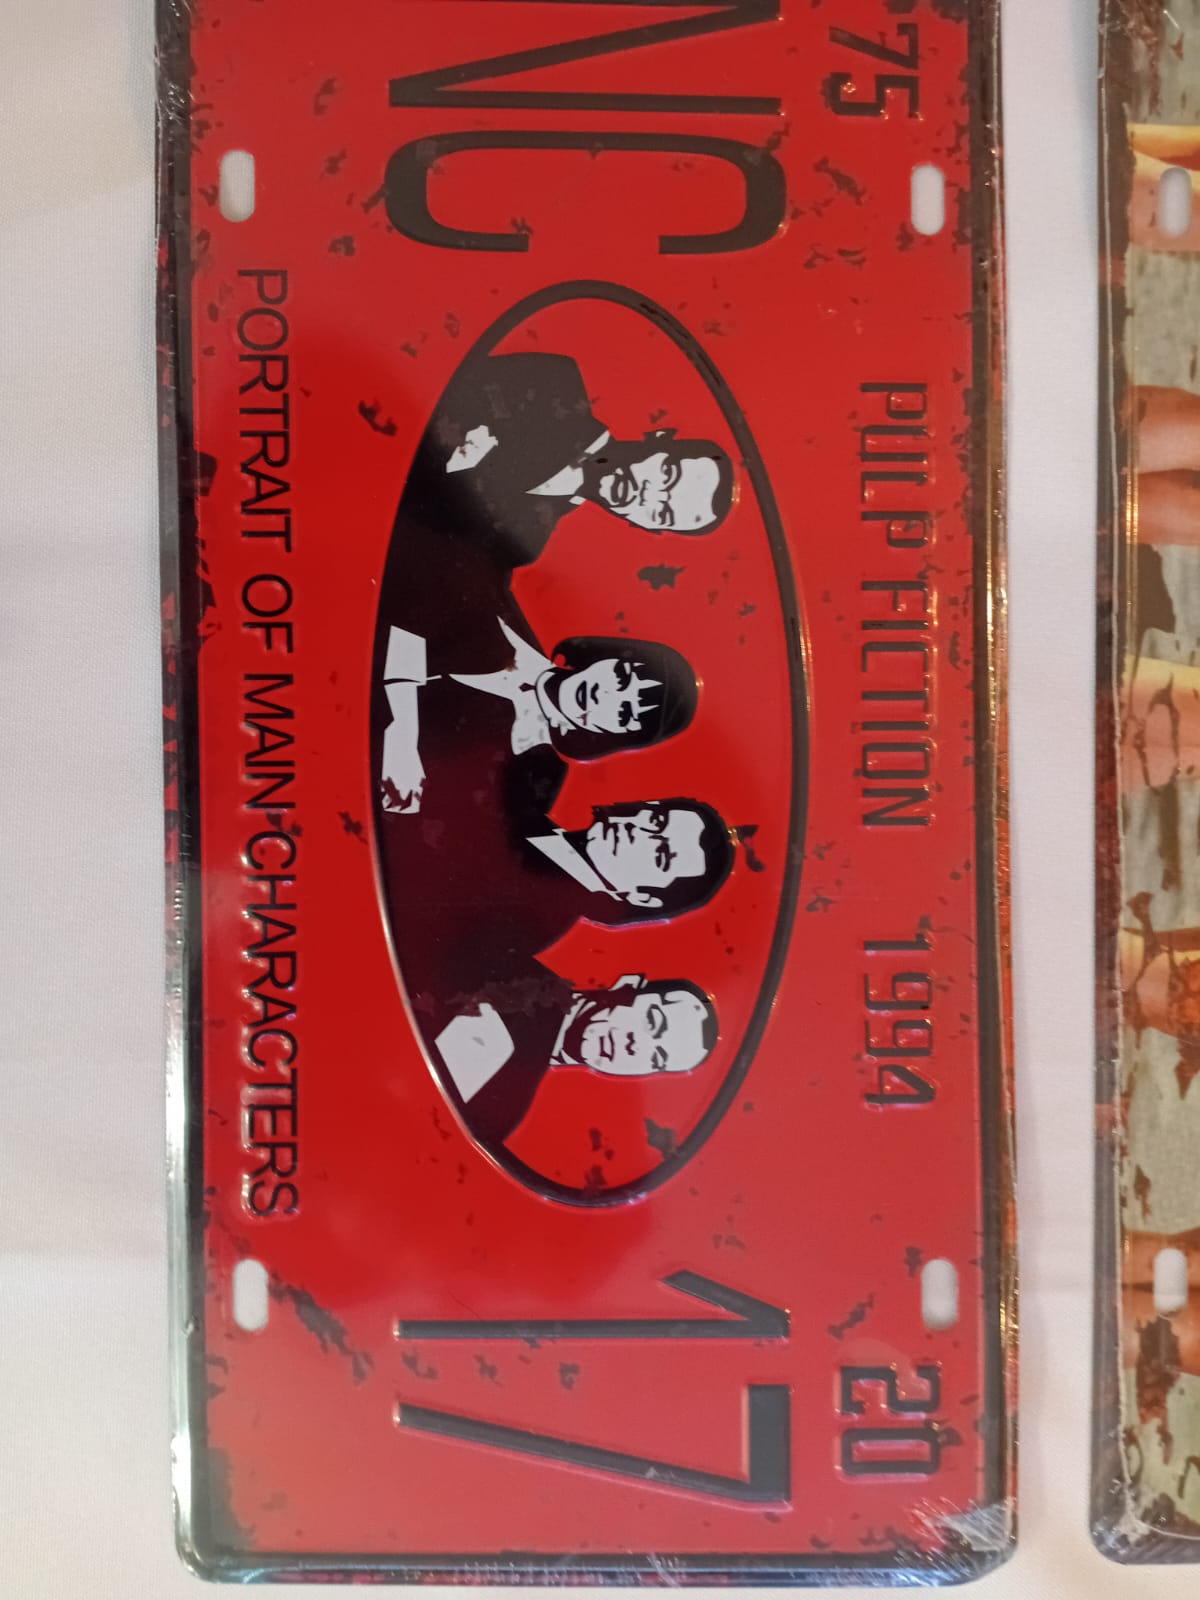 75 PULP FICTION 1994 20
NC 17
PORTRAIT OF MAIN CHARACTERS